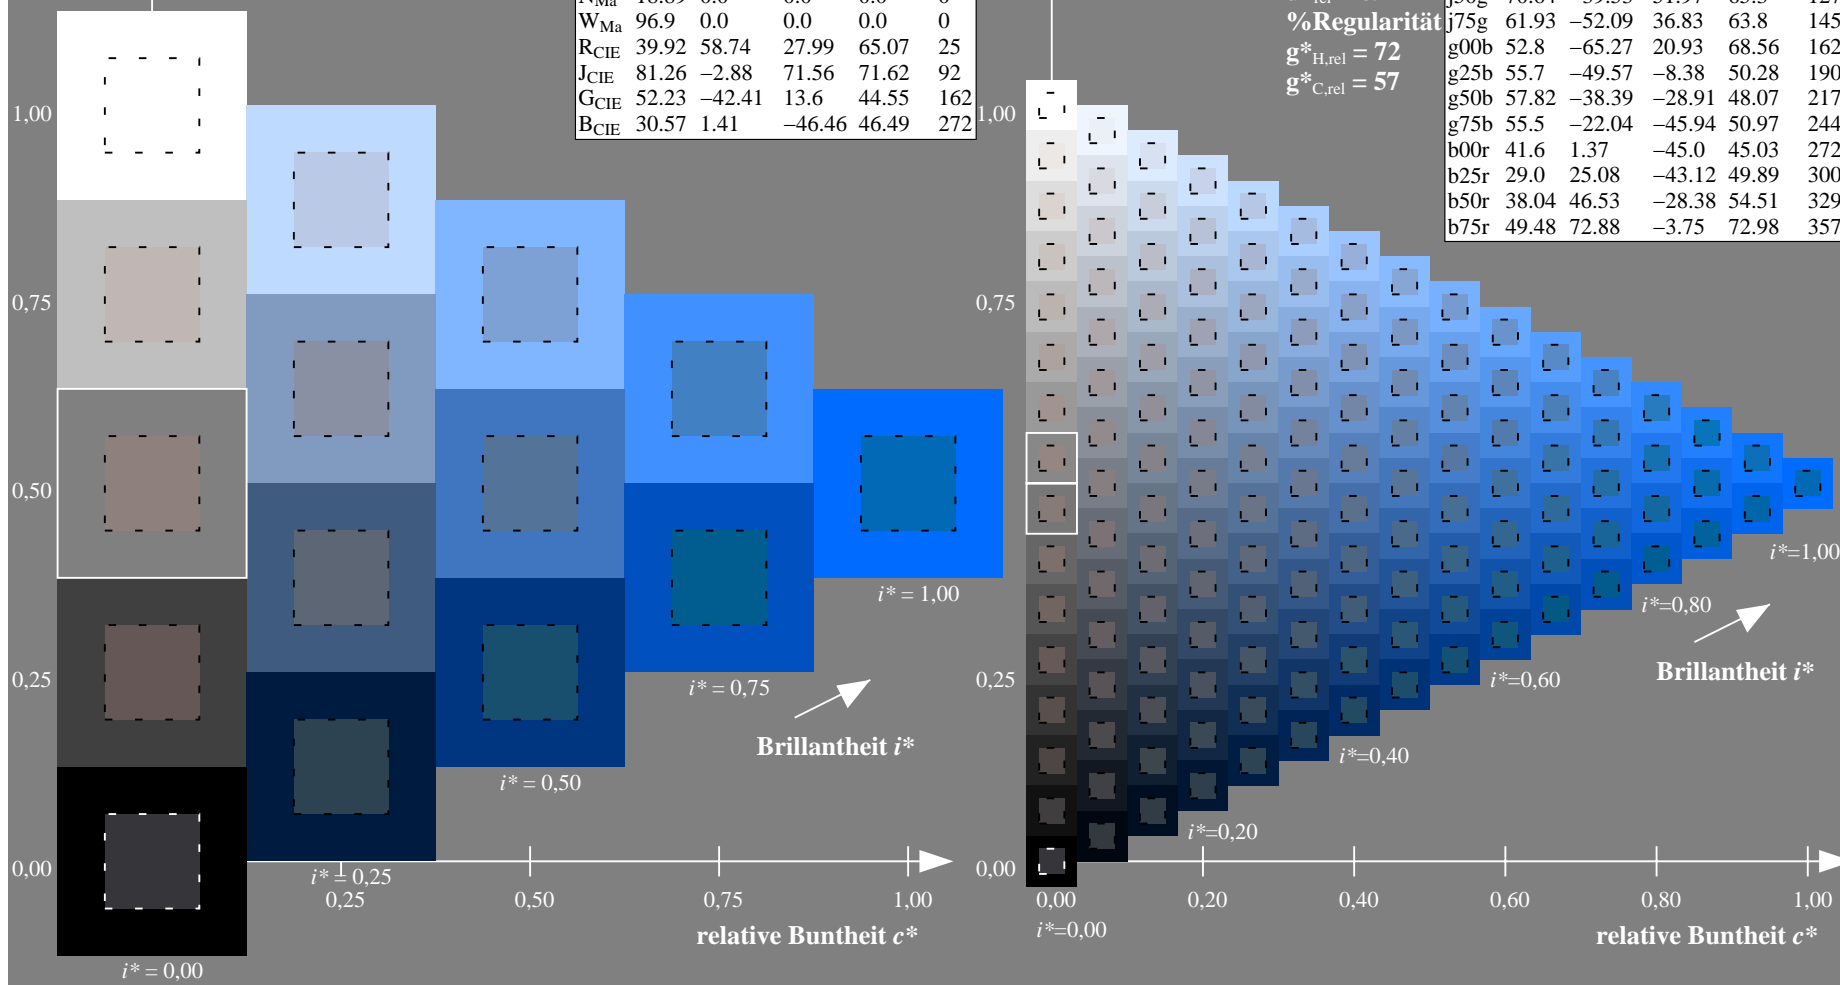 W_Ma 96.9 0.0 0.0 0.0 0
R_CIE 39.92 58.74 27.99 65.07 25
J_CIE 81.26 −2.88 71.56 71.62 92
G_CIE 52.23 −42.41 13.6 44.55 162
B_CIE 30.57 1.41 −46.46 46.49 272
1,00
0,75
0,50
0,25
0,00
i* = 1,00
i* = 0,75
Brillantheit i*
i* = 0,50
i* = 0,25
0,25 0,50 0,75 1,00
relative Buntheit c*
i* = 0,00
%Regularität
g*_H,rel = 72
g*_C,rel = 57
j75g 61.93 −52.09 36.83 63.8 145
g00b 52.8 −65.27 20.93 68.56 162
g25b 55.7 −49.57 −8.38 50.28 190
g50b 57.82 −38.39 −28.91 48.07 217
g75b 55.5 −22.04 −45.94 50.97 244
b00r 41.6 1.37 −45.0 45.03 272
b25r 29.0 25.08 −43.12 49.89 300
b50r 38.04 46.53 −28.38 54.51 329
b75r 49.48 72.88 −3.75 72.98 357
1,00
0,75
0,25
0,00
i*=1,00
i*=0,80
Brillantheit i*
i*=0,60
i*=0,40
i*=0,20
0,00 0,20 0,40 0,60 0,80 1,00
i*=0,00
relative Buntheit c*